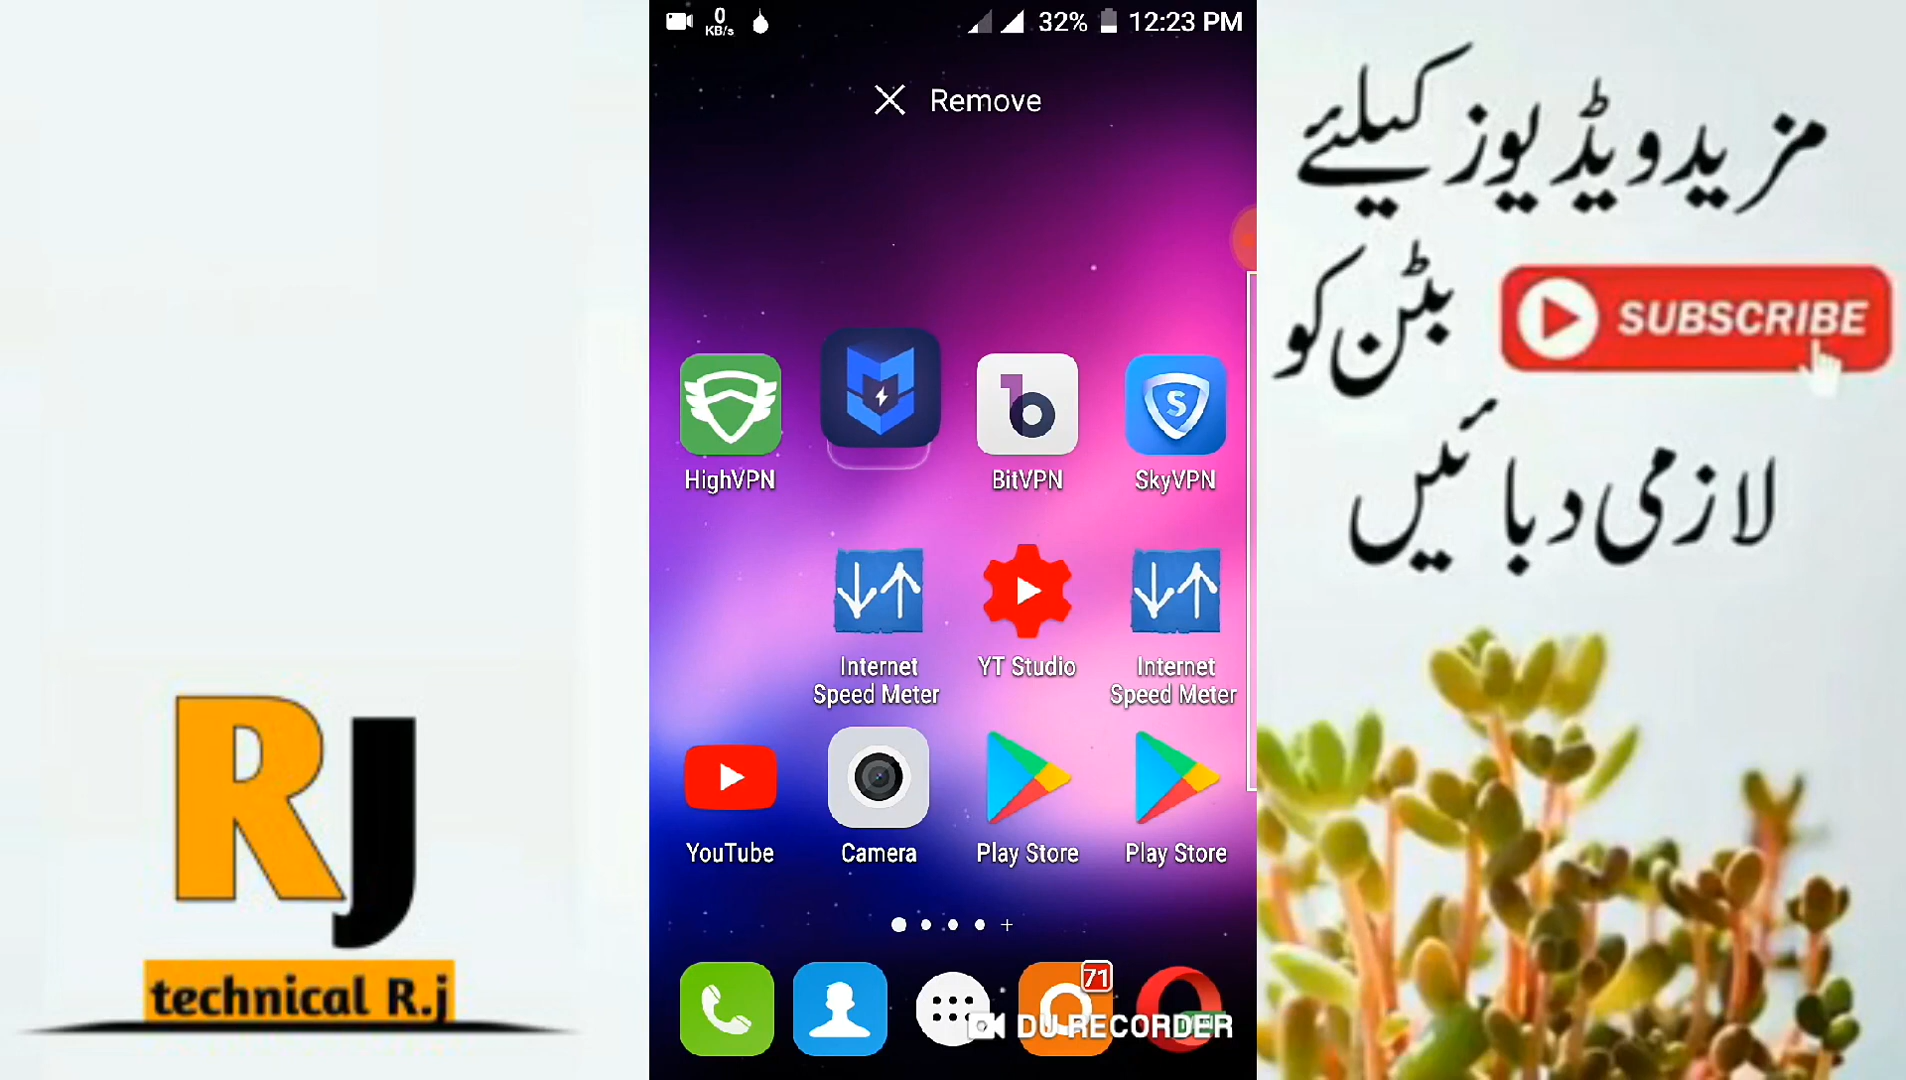 0
KB/s
32%
12:23 PM
Remove
HighVPN
BitVPN
SkyVPN
Internet
Speed Meter
YT Studio
Internet
Speed Meter
YouTube
Camera
Play Store
Play Store
71
DU RECORDER
مزید ویڈیوز کیلئے
بٹن کو
SUBSCRIBE
لازمی دبائیں
RJ
technical R.j